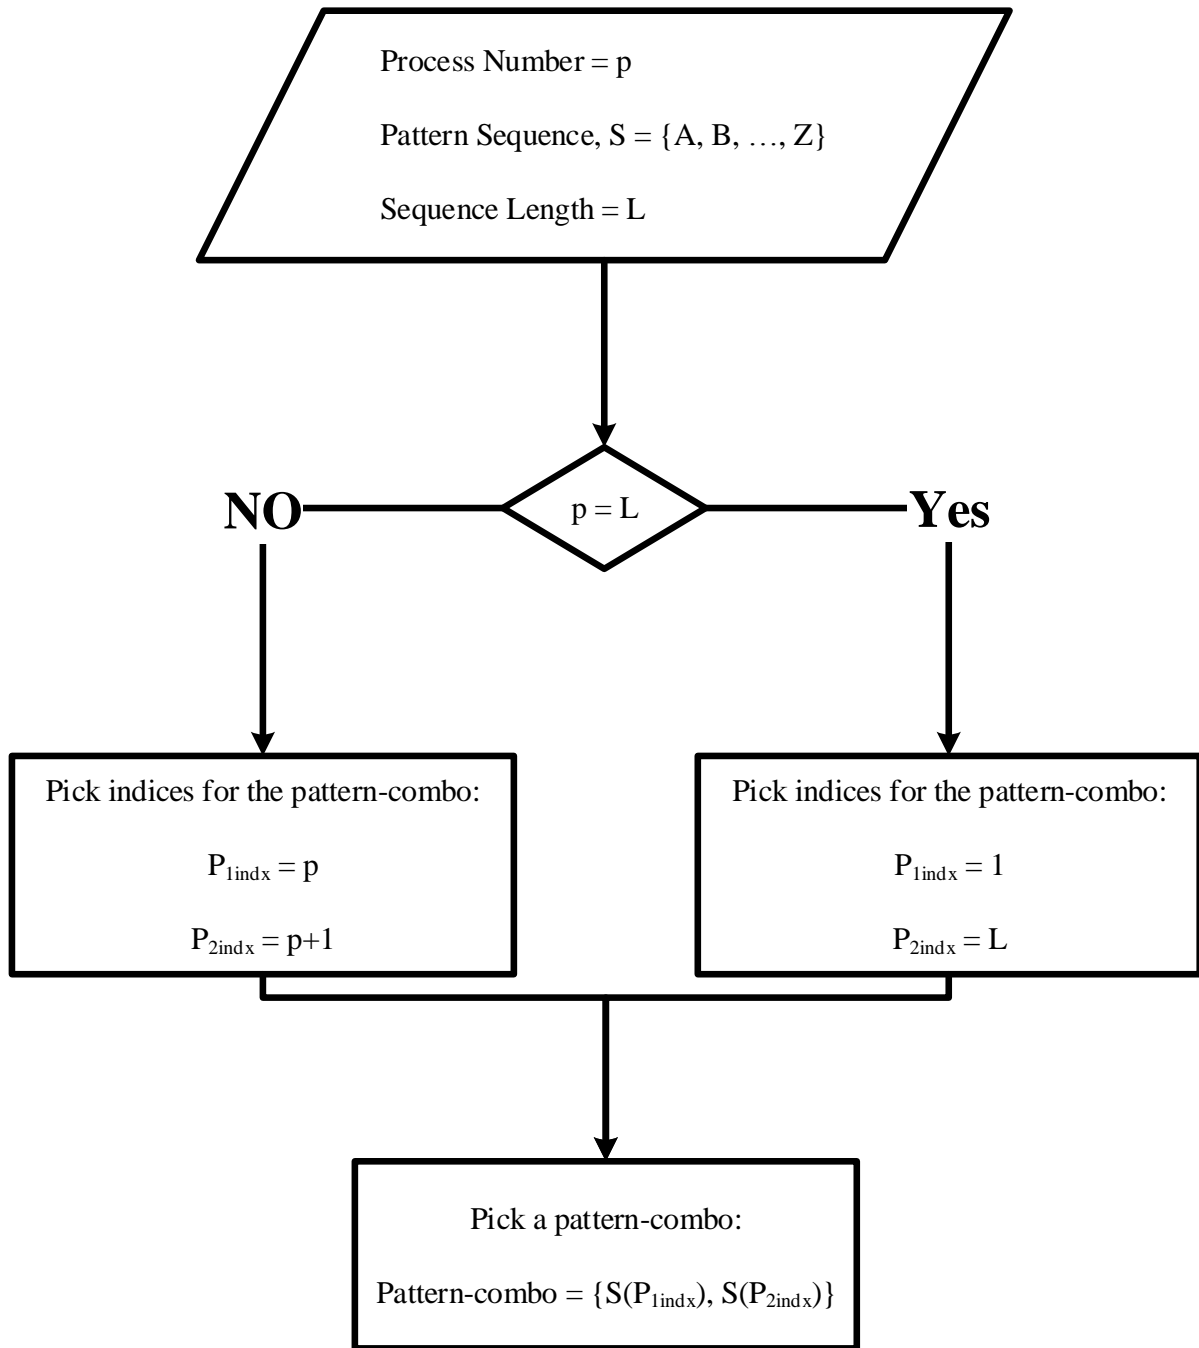 Process Number = p
Pattern Sequence, S = {A, B, …, Z}
Sequence Length = L
p = L
NO
Yes
Pick indices for the pattern-combo:
P1indx = p
P2indx = p+1
Pick indices for the pattern-combo:
P1indx = 1
P2indx = L
Pick a pattern-combo:
Pattern-combo = {S(P1indx), S(P2indx)}